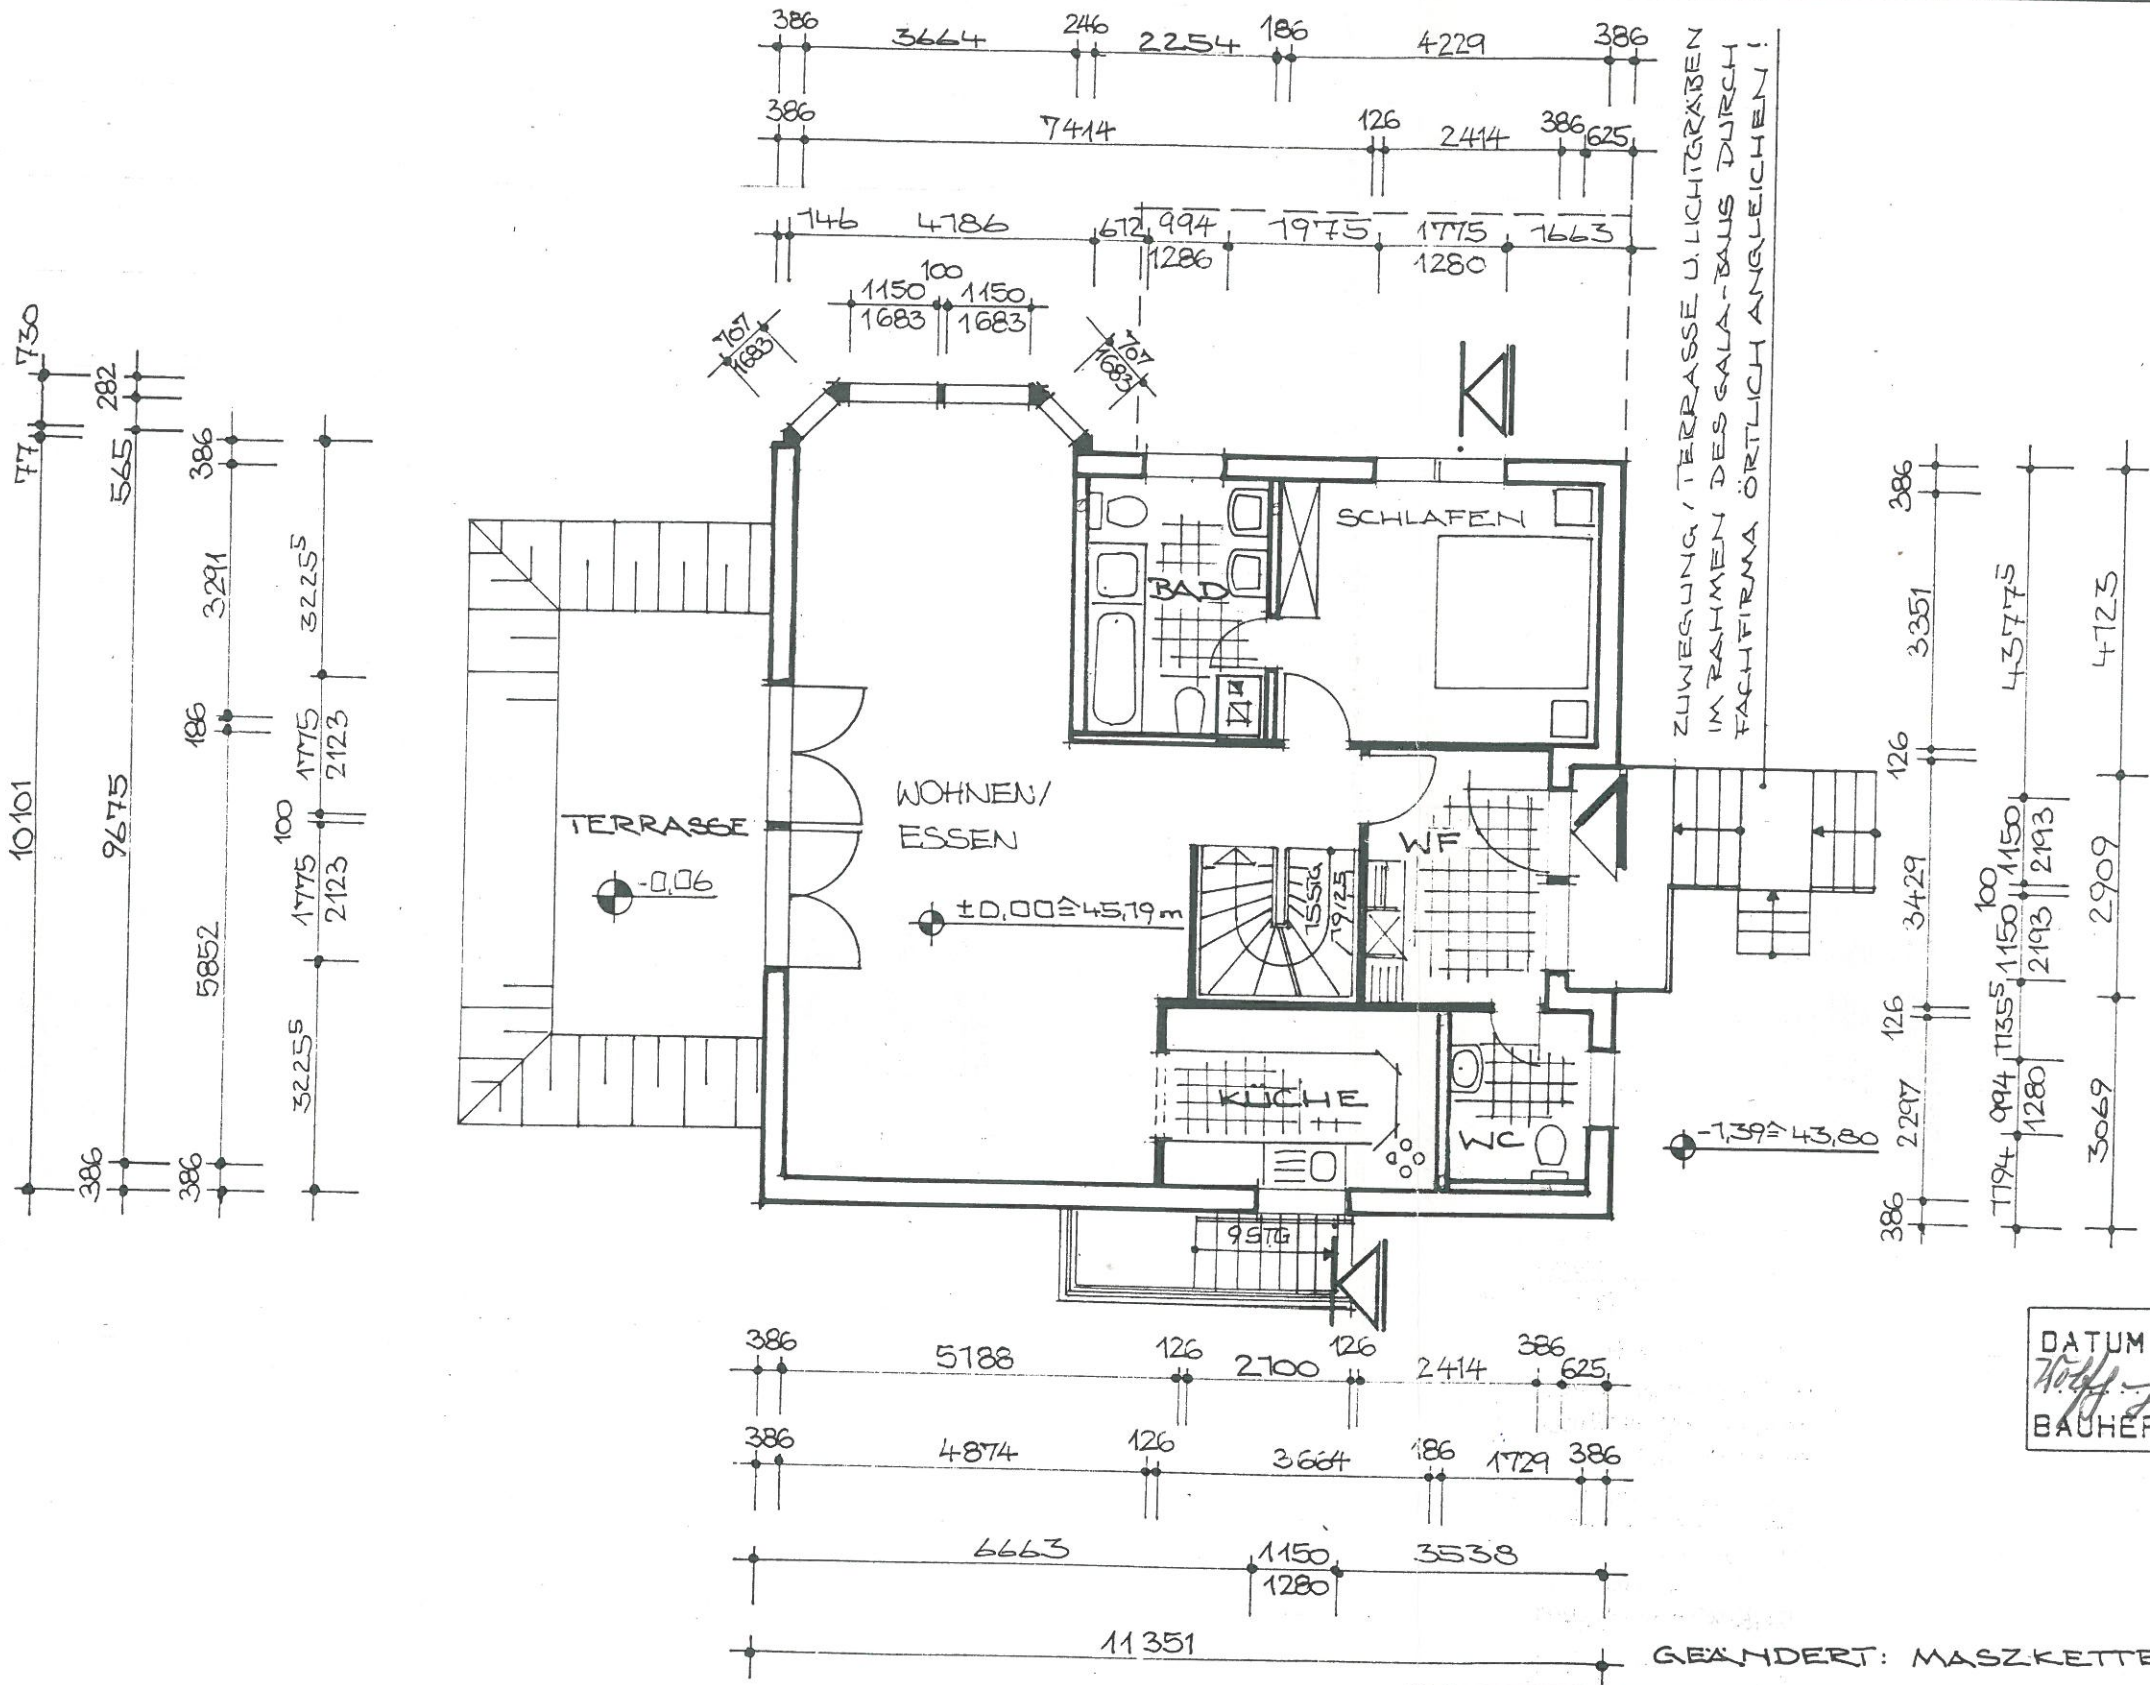 386 3664 246 2254 186 4229 386
386 7414 126 2414 386 625
146 4786 672 994 1975 1775 1663
1286 1280
100
1150 1150
1683 1683
707
1683
707
1683
ZUWEGUNG, TERRASSE U. LICHTGRÄBEN
IM RAHMEN DES GALA-BAUS DURCH
FACHFIRMA ÖRTLICH ANGLEICHEN!
730
77
10101
282
565
9675
386
386
3291
186
5852
386
3225⁵
1775
2123
100
1775
2123
3225⁵
SCHLAFEN
BAD
WOHNEN/
ESSEN
TERRASSE
-0,06
±0,00≙45,19m
15STG
19/25
WF
KÜCHE
WC
-1,39≙43,80
9STG
386
3351
126
3429
126
2297
386
4377⁵
1150
2193
100
1150
2193
1135⁵
994
1280
1794
4723
2909
3069
386 5188 126 2100 126 2414 386 625
386 4874 126 3664 186 1729 386
6663 1150 3538
1280
11351
DATUM
BAUHER
GEÄNDERT: MASZKETTE